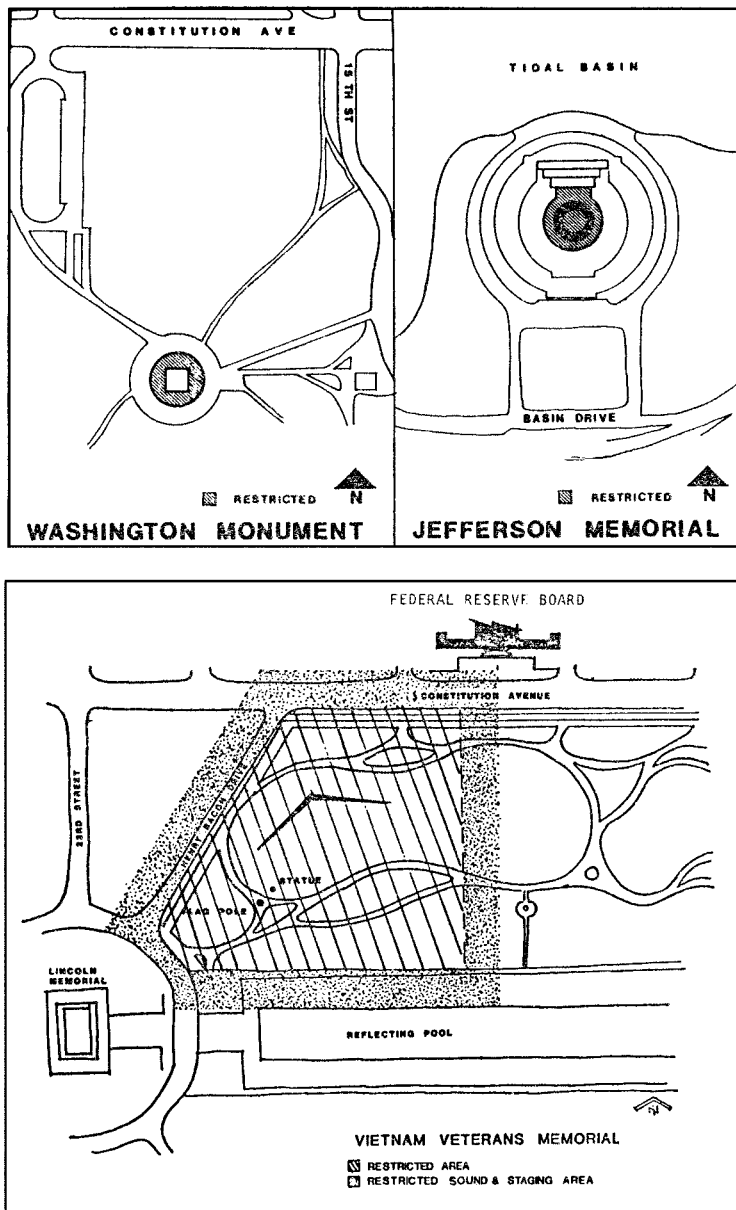 CONSTITUTION AVE
15 TH ST
RESTRICTED
N
WASHINGTON MONUMENT
TIDAL BASIN
BASIN DRIVE
RESTRICTED
N
JEFFERSON MEMORIAL
FEDERAL RESERVE BOARD
CONSTITUTION AVENUE
23RD STREET
HENRY BACON DRIVE
STATUE
FLAG POLE
LINCOLN
MEMORIAL
REFLECTING POOL
N
VIETNAM VETERANS MEMORIAL
RESTRICTED AREA
RESTRICTED SOUND & STAGING AREA